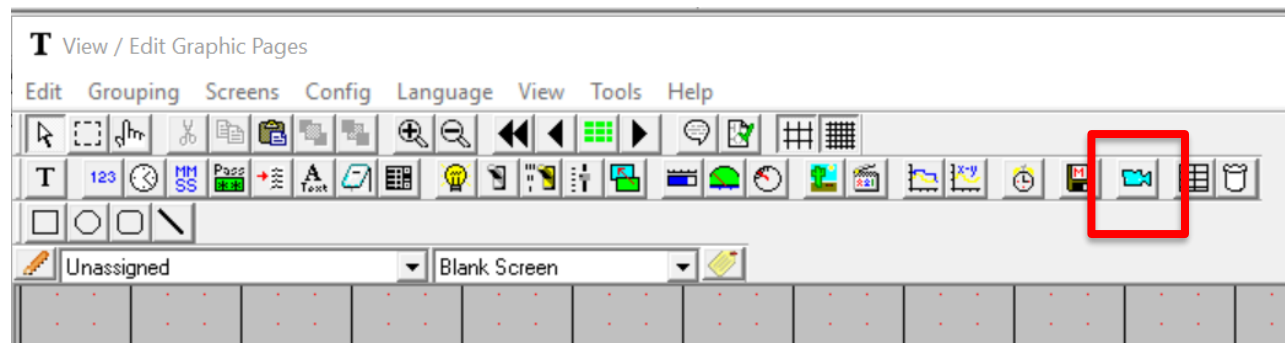 T View / Edit Graphic Pages
Edit Grouping Screens Config Language View Tools Help
T 123 MM SS Pass ** ** A Text M X-Y
Unassigned Blank Screen